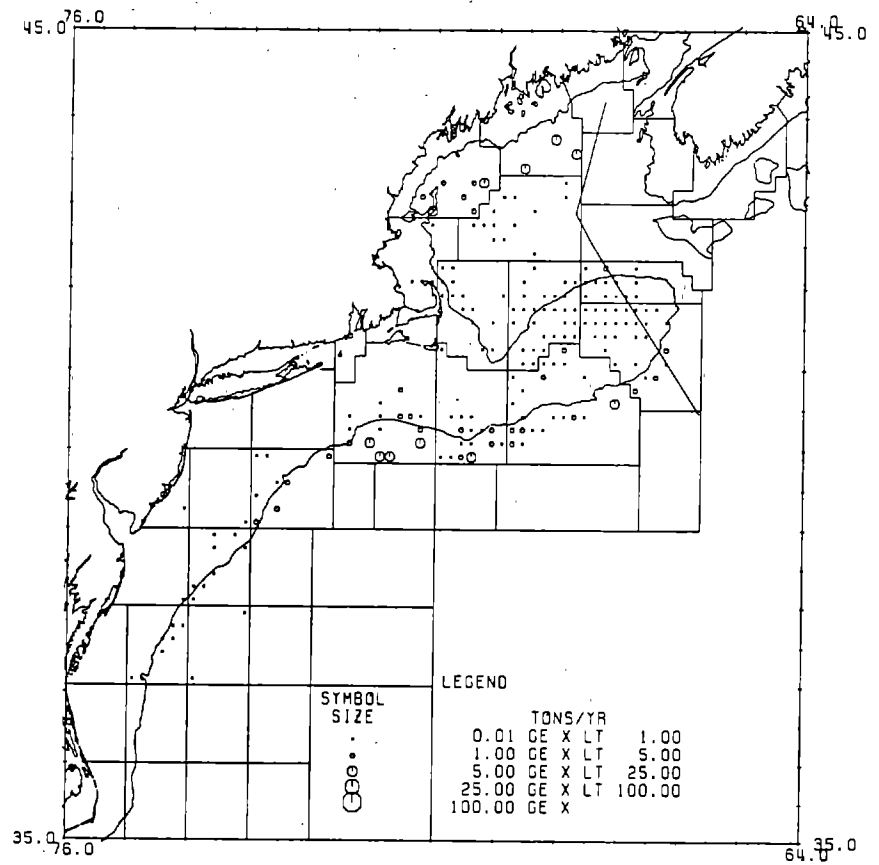 76.0 64.0
45.0 45.0
LEGEND
SYMBOL
SIZE
TONS/YR
0.01 GE X LT 1.00
1.00 GE X LT 5.00
5.00 GE X LT 25.00
25.00 GE X LT 100.00
100.00 GE X
35.0 35.0
76.0 64.0